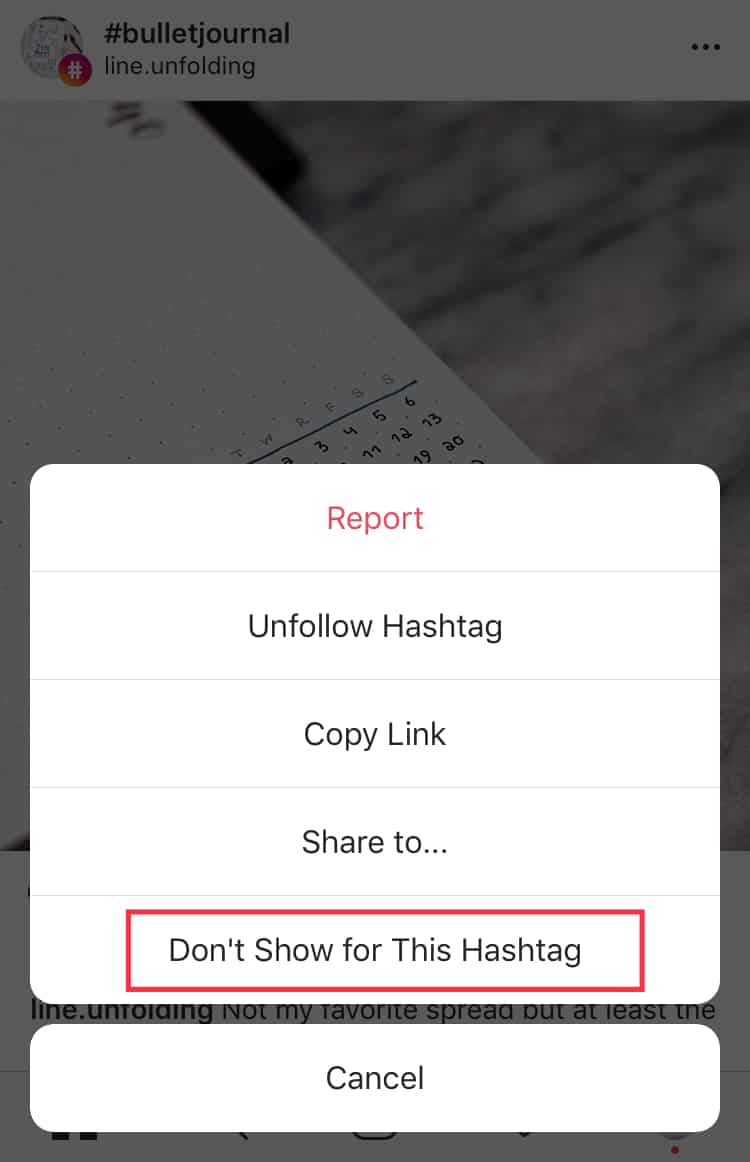 #bulletjournal
line.unfolding
T W R F S S
3 4 5 6
11 12 13
19 20
Report
Unfollow Hashtag
Copy Link
Share to...
Don't Show for This Hashtag
line.unfolding Not my favorite spread but at least the
Cancel